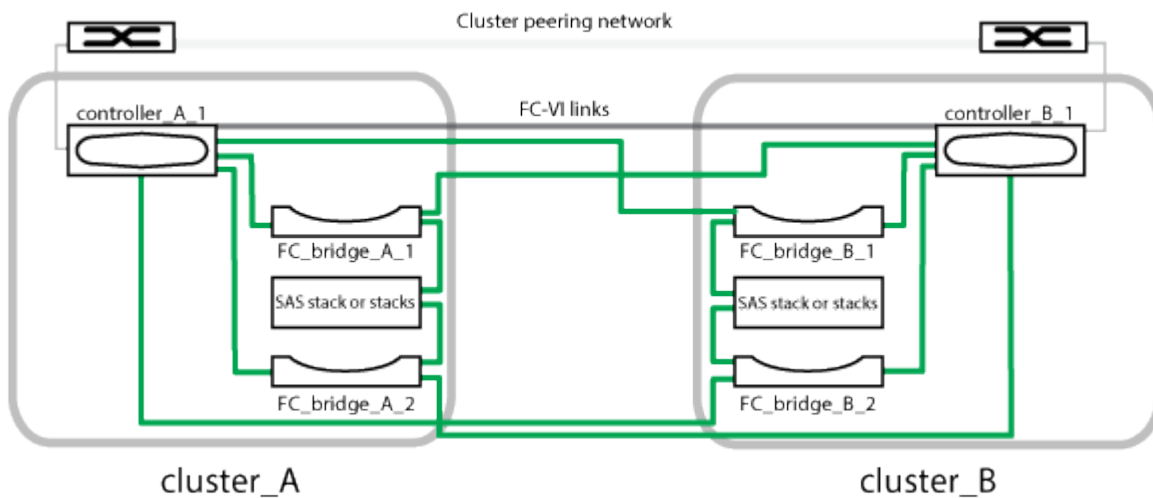 Cluster peering network
controller_A_1
FC-VI links
controller_B_1
FC_bridge_A_1
FC_bridge_B_1
SAS stack or stacks
SAS stack or stacks
FC_bridge_A_2
FC_bridge_B_2
cluster_A
cluster_B